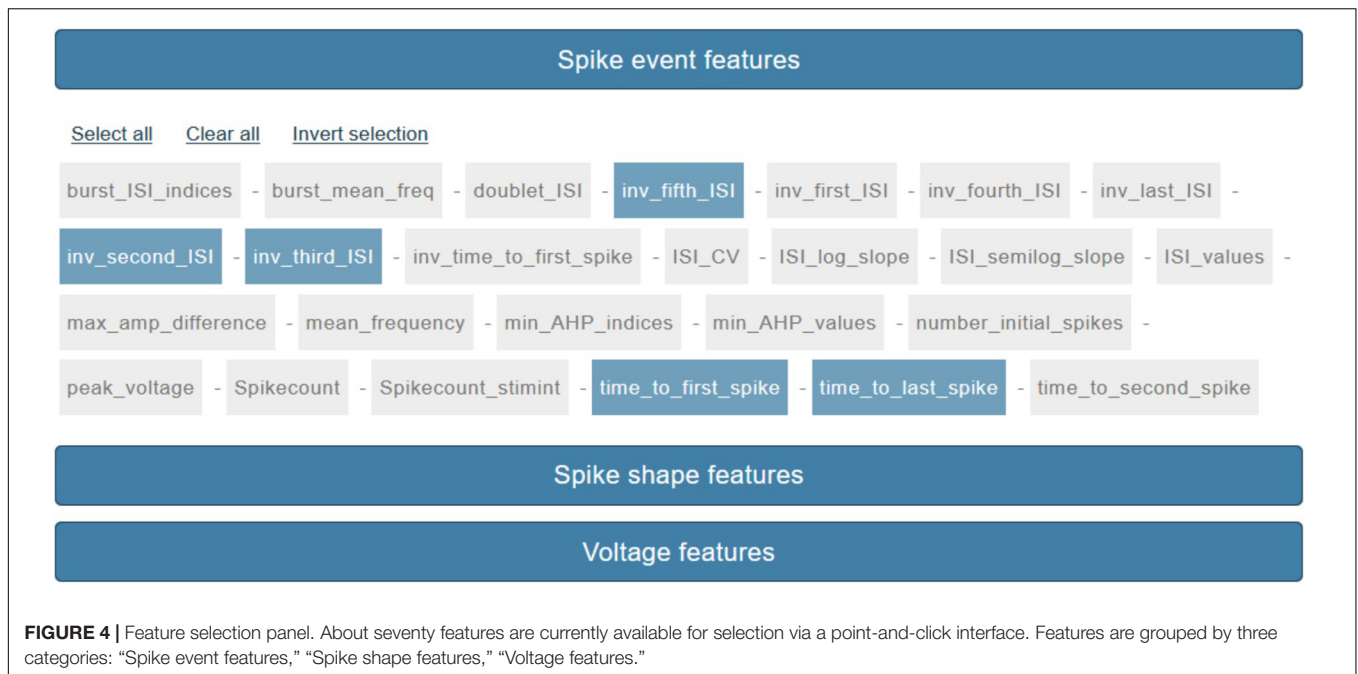 Spike event features
Select all Clear all Invert selection
burst_ISI_indices - burst_mean_freq - doublet_ISI - inv_fifth_ISI - inv_first_ISI - inv_fourth_ISI - inv_last_ISI -
inv_second_ISI - inv_third_ISI - inv_time_to_first_spike - ISI_CV - ISI_log_slope - ISI_semilog_slope - ISI_values -
max_amp_difference - mean_frequency - min_AHP_indices - min_AHP_values - number_initial_spikes -
peak_voltage - Spikecount - Spikecount_stimint - time_to_first_spike - time_to_last_spike - time_to_second_spike
Spike shape features
Voltage features
FIGURE 4 | Feature selection panel. About seventy features are currently available for selection via a point-and-click interface. Features are grouped by three
categories: “Spike event features,” “Spike shape features,” “Voltage features.”